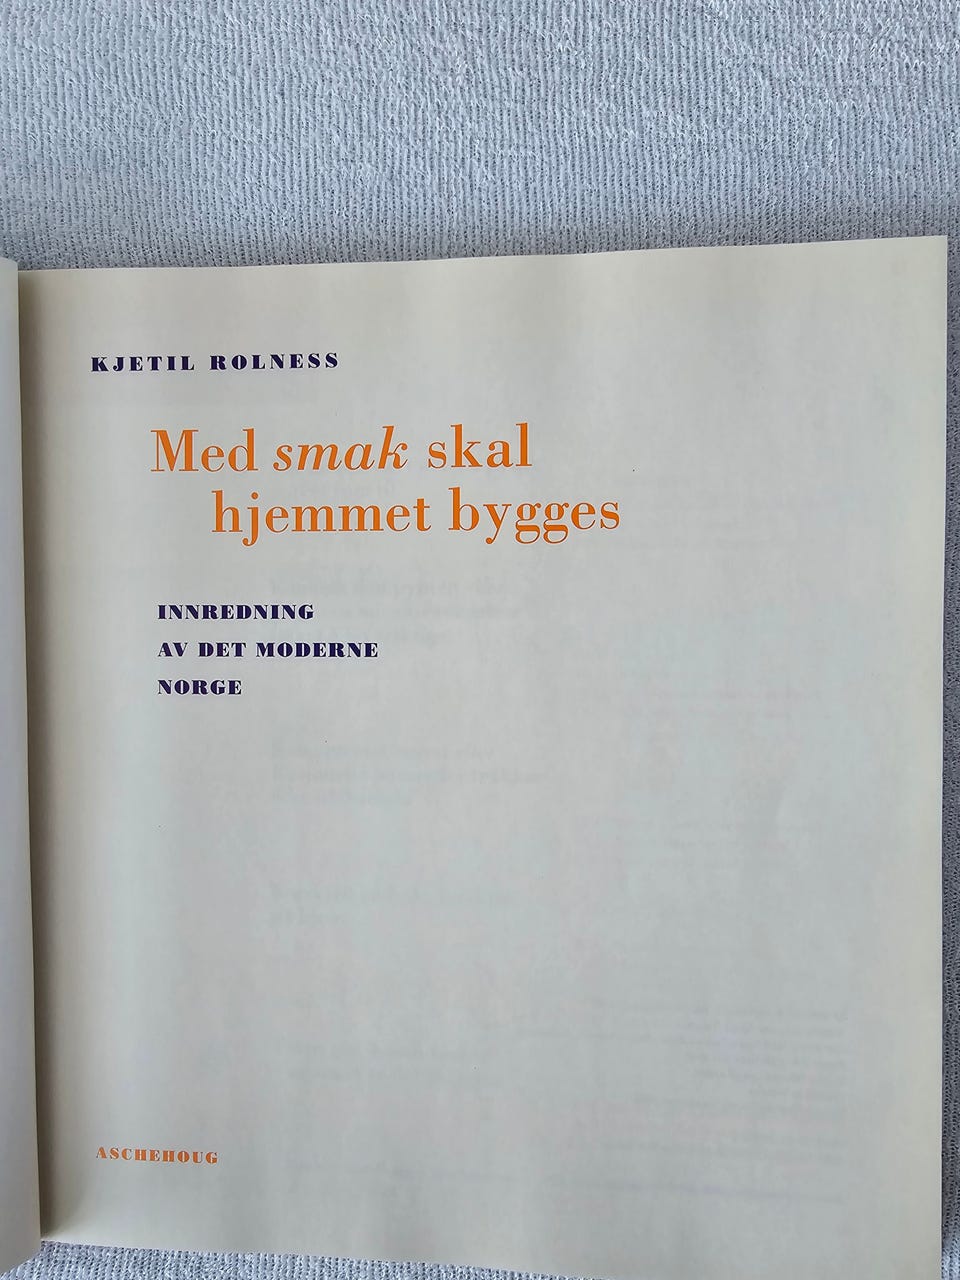 KJETIL ROLNESS
Med smak skal
hjemmet bygges
INNREDNING
AV DET MODERNE
NORGE
ASCHEHOUG